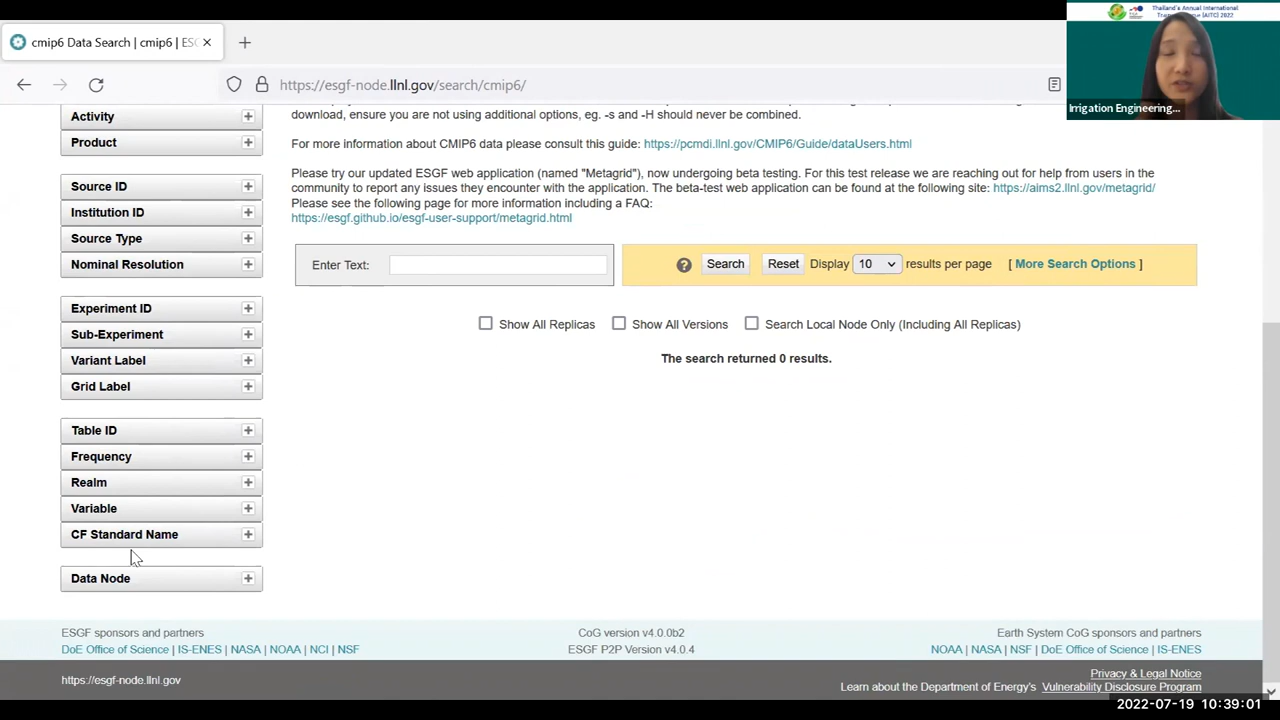 cmip6 Data Search | cmip6 | ESG
Thailand's Annual International
(AITC) 2022
https://esgf-node.llnl.gov/search/cmip6/
Irrigation Engineering...
Activity
Product
Source ID
Institution ID
Source Type
Nominal Resolution
Experiment ID
Sub-Experiment
Variant Label
Grid Label
Table ID
Frequency
Realm
Variable
CF Standard Name
Data Node
download, ensure you are not using additional options, eg. -s and -H should never be combined.
For more information about CMIP6 data please consult this guide: https://pcmdi.llnl.gov/CMIP6/Guide/dataUsers.html
Please try our updated ESGF web application (named "Metagrid"), now undergoing beta testing. For this test release we are reaching out for help from users in the
community to report any issues they encounter with the application. The beta-test web application can be found at the following site: https://aims2.llnl.gov/metagrid/
Please see the following page for more information including a FAQ:
https://esgf.github.io/esgf-user-support/metagrid.html
Enter Text:
? Search Reset Display 10 results per page [ More Search Options ]
Show All Replicas Show All Versions Search Local Node Only (Including All Replicas)
The search returned 0 results.
ESGF sponsors and partners
DoE Office of Science | IS-ENES | NASA | NOAA | NCI | NSF
CoG version v4.0.0b2
ESGF P2P Version v4.0.4
Earth System CoG sponsors and partners
NOAA | NASA | NSF | DoE Office of Science | IS-ENES
https://esgf-node.llnl.gov
Privacy & Legal Notice
Learn about the Department of Energy's Vulnerability Disclosure Program
2022-07-19 10:39:01